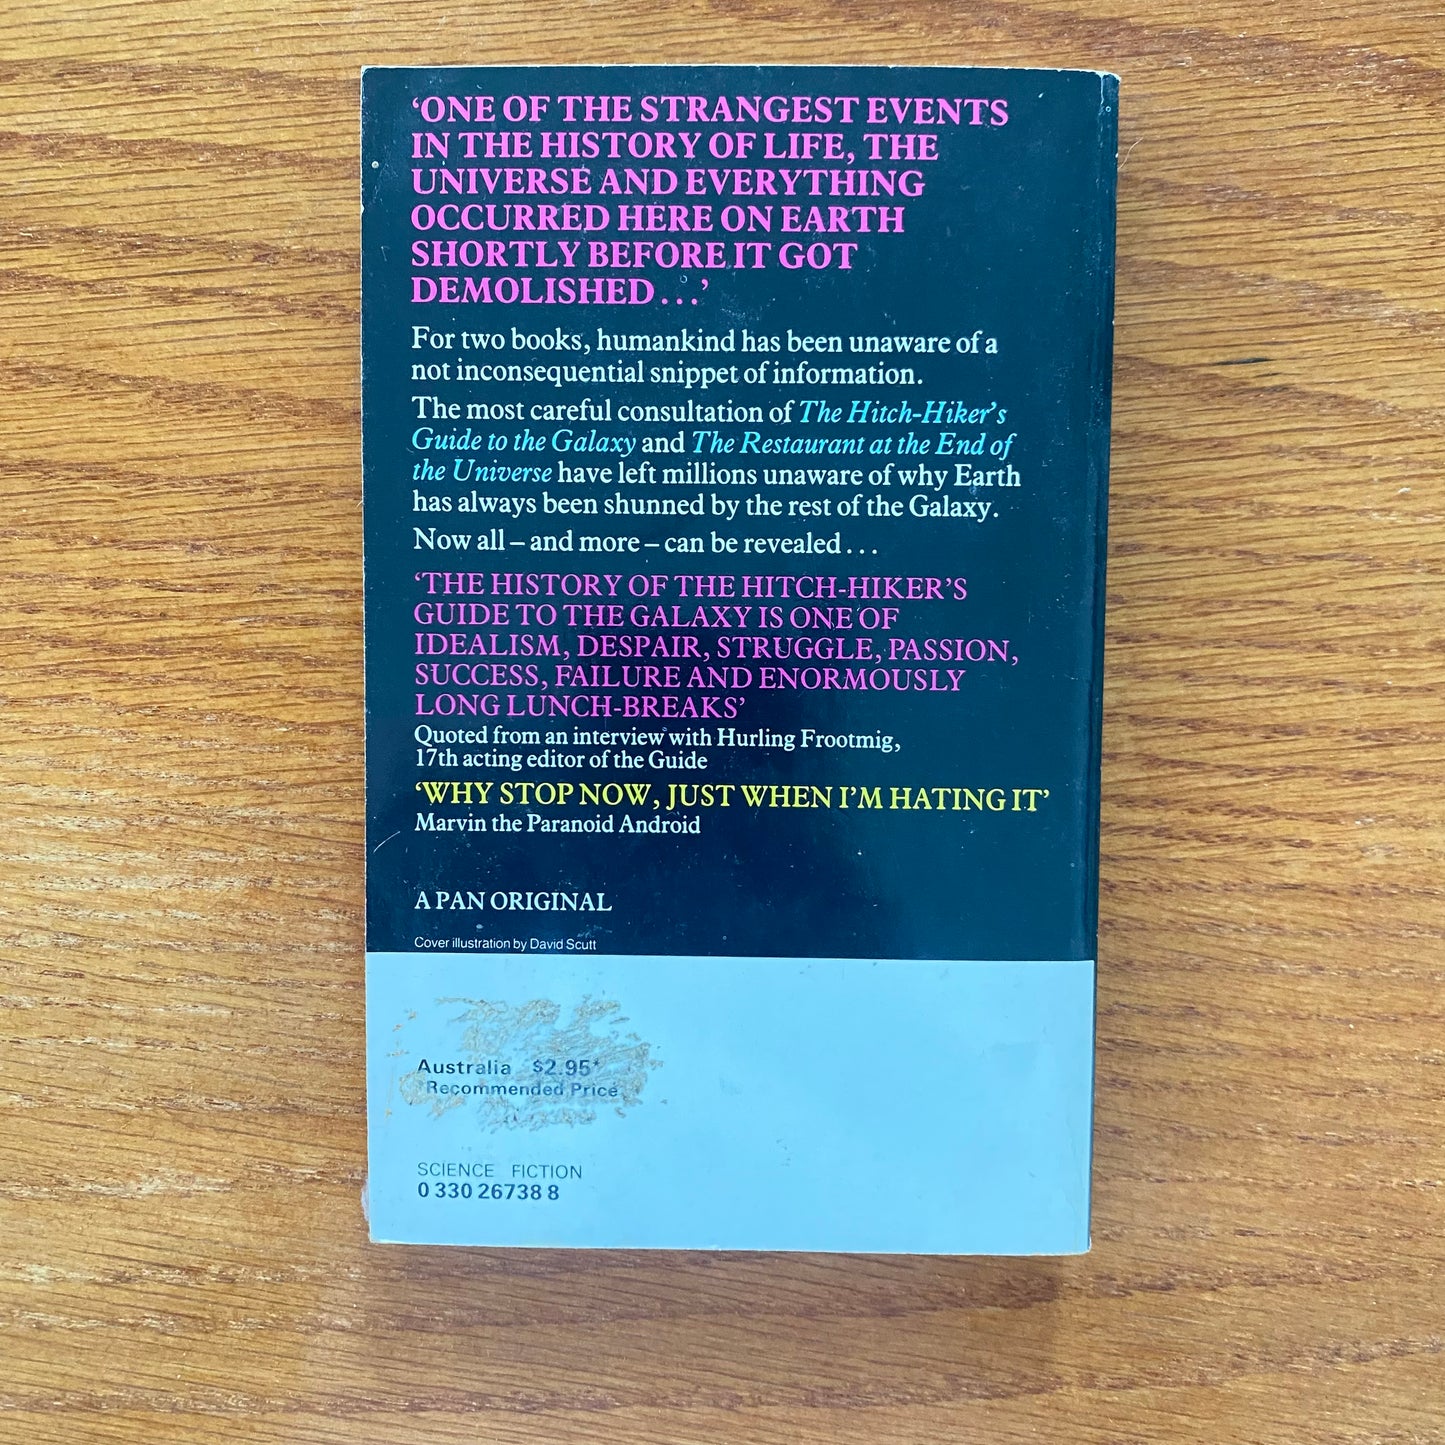 ‘ONE OF THE STRANGEST EVENTS
IN THE HISTORY OF LIFE, THE
UNIVERSE AND EVERYTHING
OCCURRED HERE ON EARTH
SHORTLY BEFORE IT GOT
DEMOLISHED...’
For two books, humankind has been unaware of a
not inconsequential snippet of information.
The most careful consultation of The Hitch-Hiker’s
Guide to the Galaxy and The Restaurant at the End of
the Universe have left millions unaware of why Earth
has always been shunned by the rest of the Galaxy.
Now all – and more – can be revealed...
‘THE HISTORY OF THE HITCH-HIKER’S
GUIDE TO THE GALAXY IS ONE OF
IDEALISM, DESPAIR, STRUGGLE, PASSION,
SUCCESS, FAILURE AND ENORMOUSLY
LONG LUNCH-BREAKS’
Quoted from an interview with Hurling Frootmig,
17th acting editor of the Guide
‘WHY STOP NOW, JUST WHEN I’M HATING IT’
Marvin the Paranoid Android
A PAN ORIGINAL
Cover illustration by David Scutt
Australia $2.95*
*Recommended Price
SCIENCE FICTION
0 330 26738 8